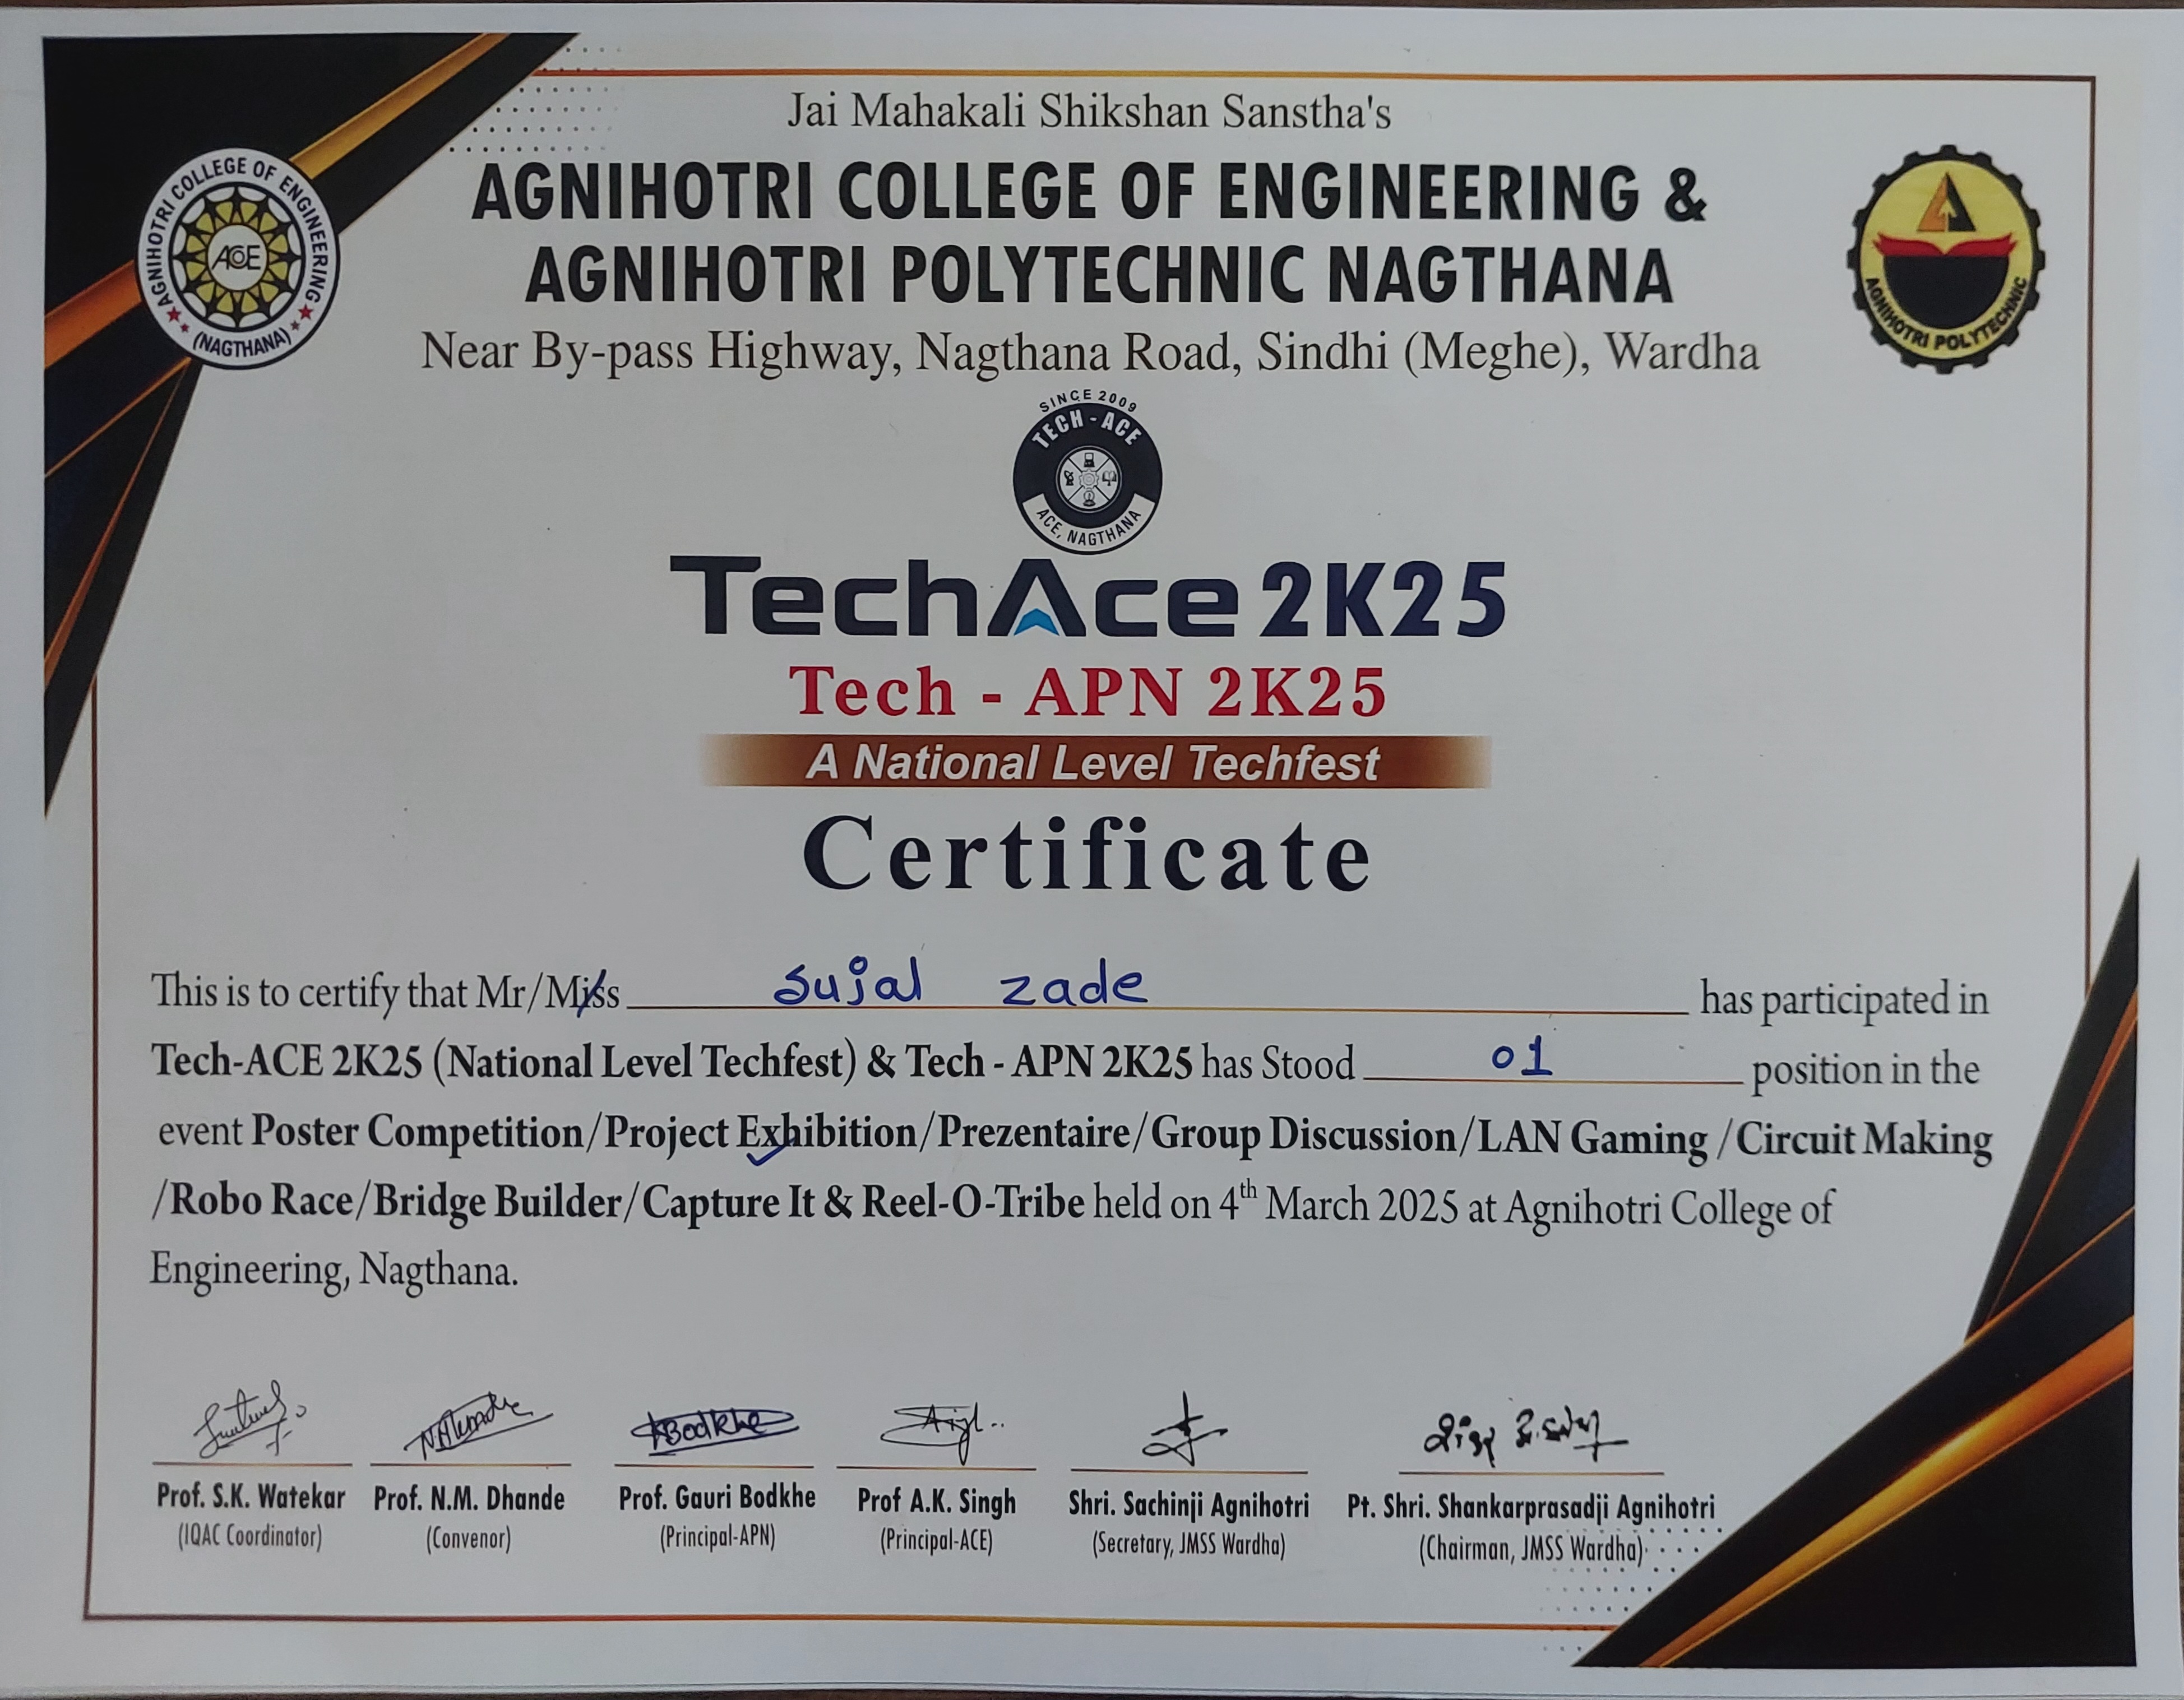 Jai Mahakali Shikshan Sanstha's
AGNIHOTRI COLLEGE OF ENGINEERING &
AGNIHOTRI POLYTECHNIC NAGTHANA
Near By-pass Highway, Nagthana Road, Sindhi (Meghe), Wardha
AGNIHOTRI COLLEGE OF ENGINEERING
ACE
(NAGTHANA)
AGNIHOTRI POLYTECHNIC
SINCE 2009
TECH - ACE
ACE, NAGTHANA
TechAce 2K25
Tech - APN 2K25
A National Level Techfest
Certificate
This is to certify that Mr/Miss Sujal Zade has participated in
Tech-ACE 2K25 (National Level Techfest) & Tech - APN 2K25 has Stood 01 position in the
event Poster Competition/Project Exhibition/Prezentaire/Group Discussion/LAN Gaming /Circuit Making
/Robo Race/Bridge Builder/Capture It & Reel-O-Tribe held on 4th March 2025 at Agnihotri College of
Engineering, Nagthana.
ABodkhe
Prof. S.K. Watekar Prof. N.M. Dhande Prof. Gauri Bodkhe Prof A.K. Singh Shri. Sachinji Agnihotri Pt. Shri. Shankarprasadji Agnihotri
(IQAC Coordinator) (Convenor) (Principal-APN) (Principal-ACE) (Secretary, JMSS Wardha) (Chairman, JMSS Wardha)